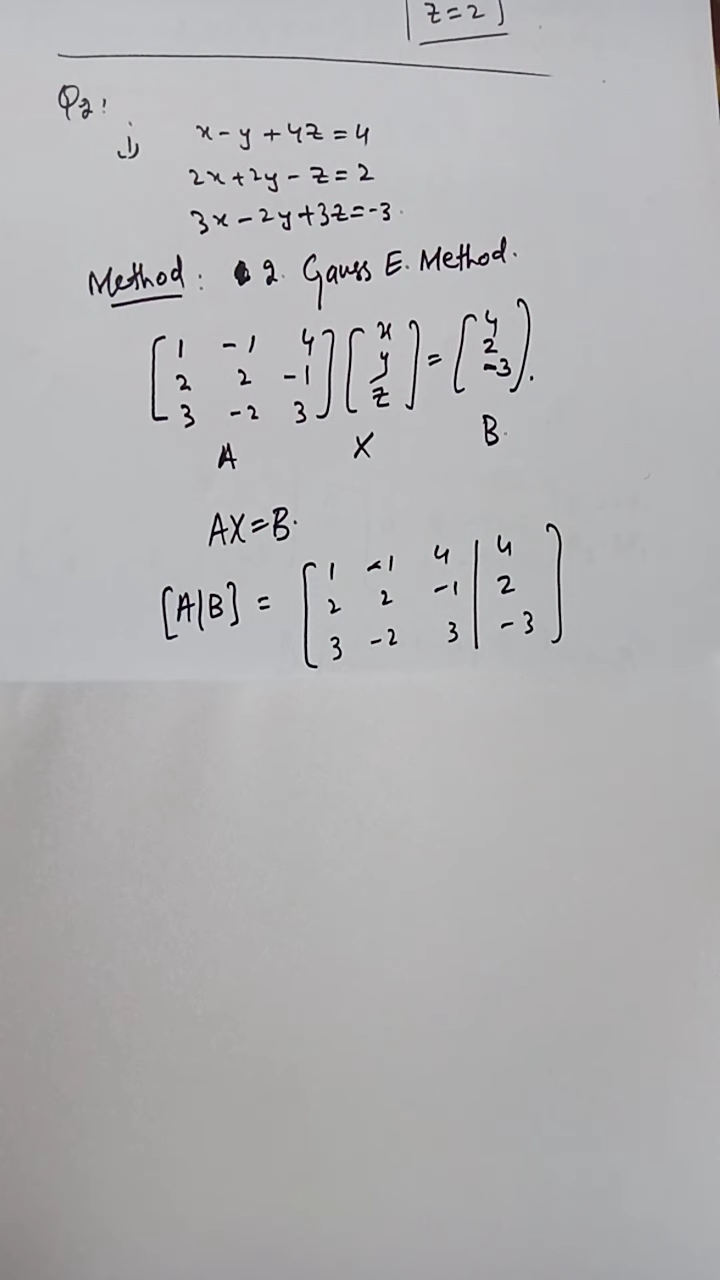 z = 2
Q2:
i) x - y + 4z = 4
2x + 2y - z = 2
3x - 2y + 3z = -3.
Method: 2. Gauss E. Method.
[1 -1 4] [x] = [4]
[2 2 -1] [y] [2]
[3 -2 3] [z] [-3].
A X B.
AX = B.
[A|B] = [1 -1 4 | 4]
[2 2 -1 | 2]
[3 -2 3 | -3]